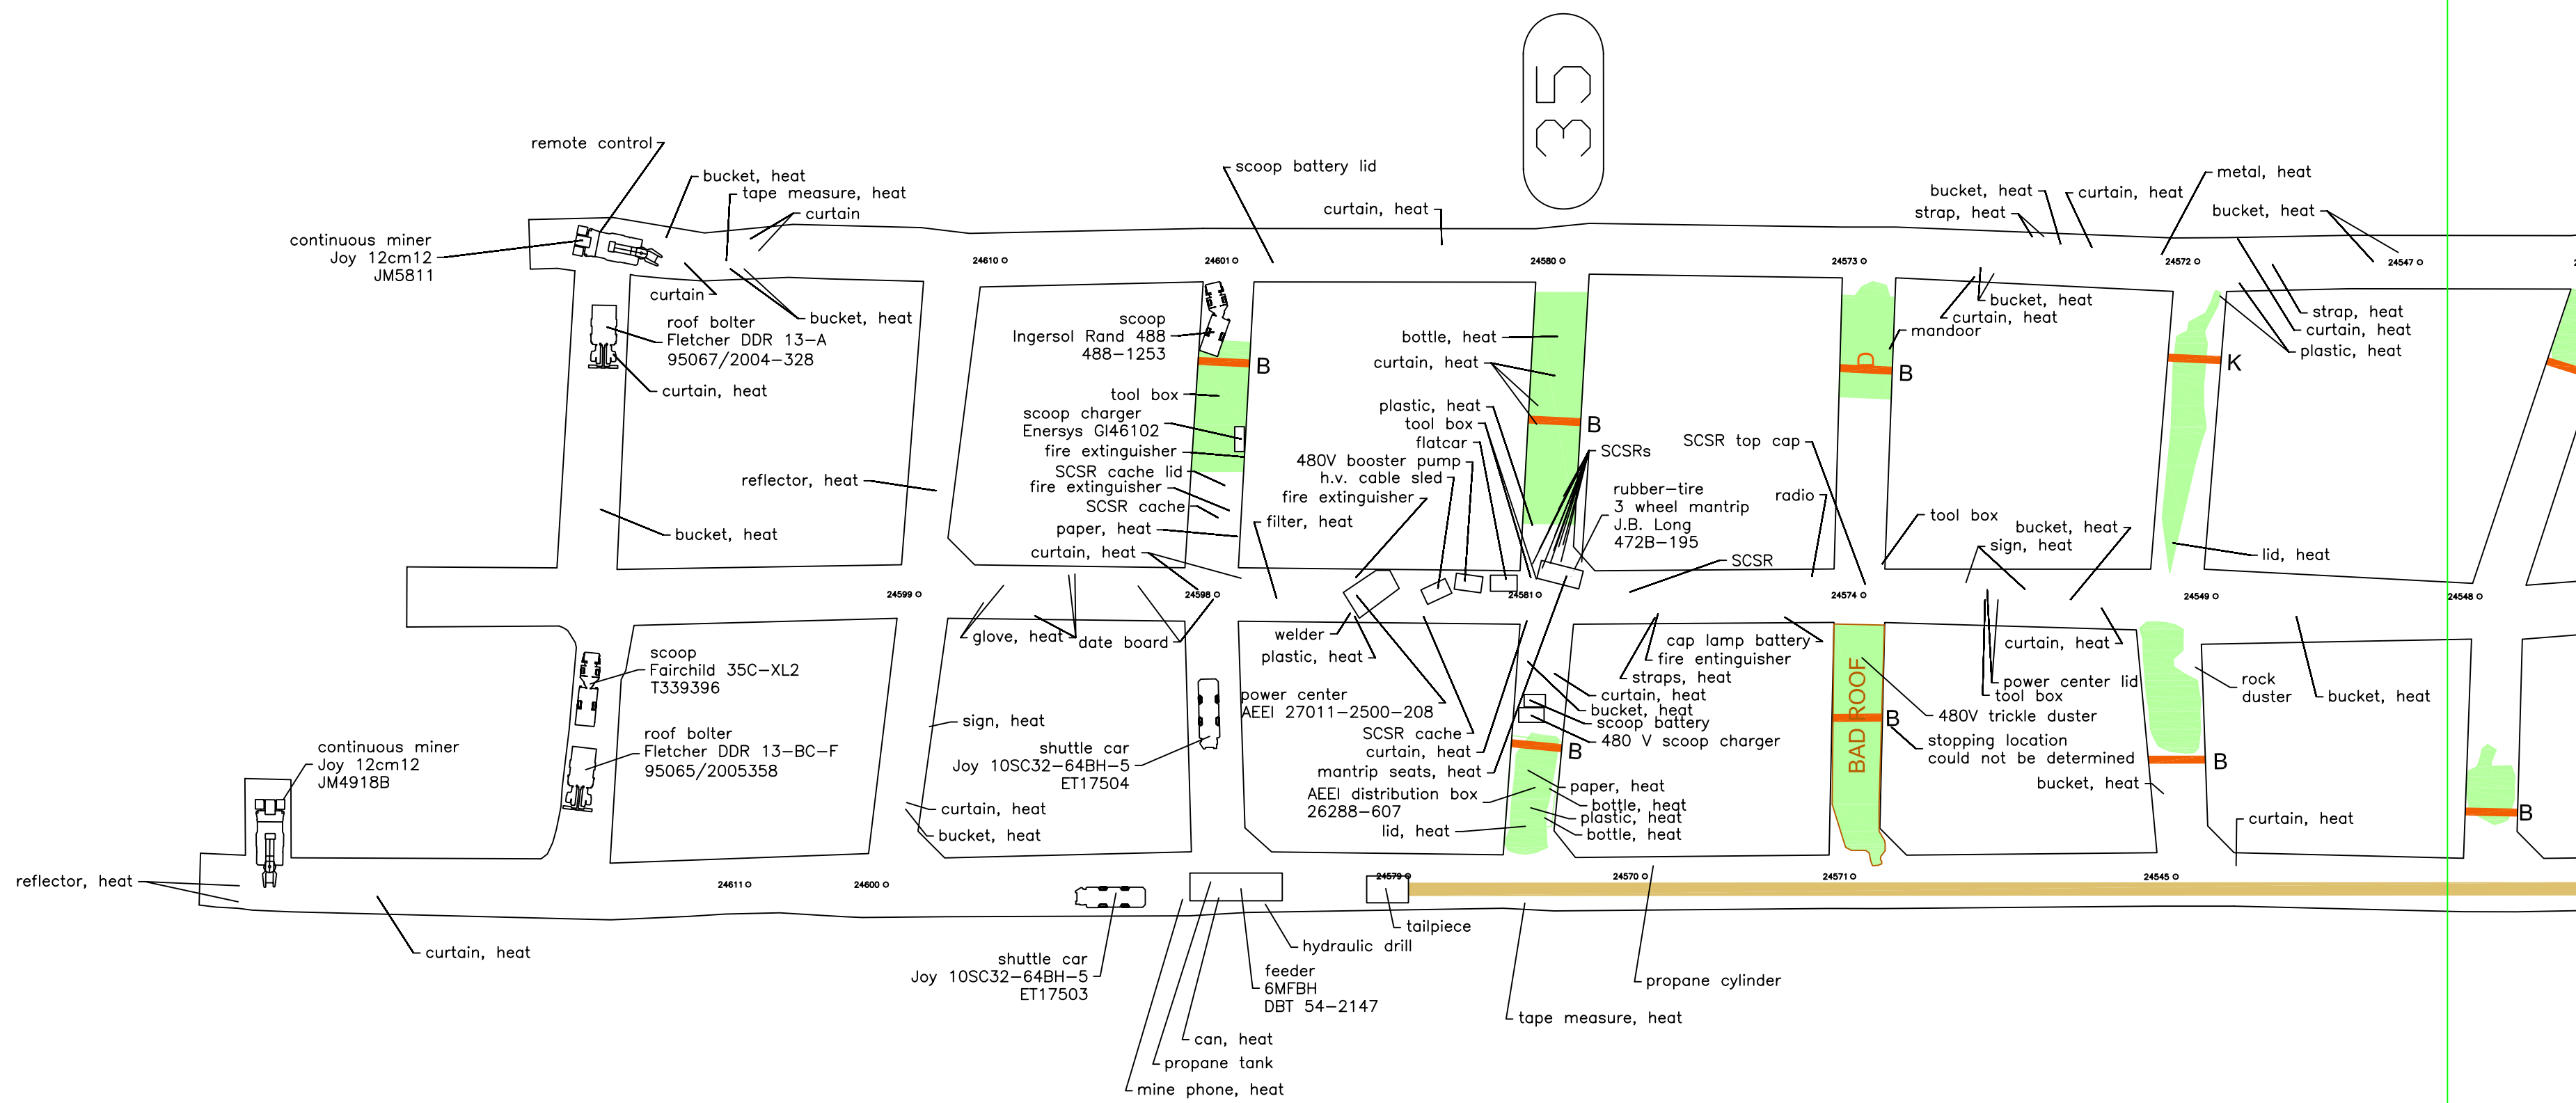 35
remote control
bucket, heat
tape measure, heat
curtain
continuous miner
Joy 12cm12
JM5811
curtain
bucket, heat
roof bolter
Fletcher DDR 13-A
95067/2004-328
curtain, heat
bucket, heat
reflector, heat
24610
24601
24580
24573
24572
24547
scoop battery lid
curtain, heat
bucket, heat
curtain, heat
strap, heat
metal, heat
bucket, heat
scoop
Ingersol Rand 488
488-1253
B
tool box
scoop charger
Enersys GI46102
fire extinguisher
SCSR cache lid
fire extinguisher
SCSR cache
paper, heat
curtain, heat
filter, heat
bottle, heat
curtain, heat
plastic, heat
tool box
flatcar
480V booster pump
h.v. cable sled
fire extinguisher
B
SCSRs
rubber-tire
3 wheel mantrip
J.B. Long
472B-195
SCSR top cap
radio
SCSR
D
B
mandoor
bucket, heat
curtain, heat
tool box
bucket, heat
sign, heat
K
strap, heat
curtain, heat
plastic, heat
lid, heat
24599
24598
24581
24574
24549
24548
glove, heat
date board
welder
plastic, heat
power center
AEEI 27011-2500-208
SCSR cache
curtain, heat
mantrip seats, heat
AEEI distribution box
26288-607
lid, heat
scoop
Fairchild 35C-XL2
T339396
roof bolter
Fletcher DDR 13-BC-F
95065/2005358
continuous miner
Joy 12cm12
JM4918B
sign, heat
shuttle car
Joy 10SC32-64BH-5
ET17504
curtain, heat
bucket, heat
cap lamp battery
fire entinguisher
straps, heat
curtain, heat
bucket, heat
scoop battery
480 V scoop charger
B
paper, heat
bottle, heat
plastic, heat
bottle, heat
BAD ROOF
B
curtain, heat
power center lid
tool box
480V trickle duster
stopping location
could not be determined
bucket, heat
rock
duster
bucket, heat
B
curtain, heat
B
reflector, heat
curtain, heat
24611
24600
24579
24570
24571
24545
tailpiece
hydraulic drill
shuttle car
Joy 10SC32-64BH-5
ET17503
feeder
6MFBH
DBT 54-2147
propane cylinder
tape measure, heat
can, heat
propane tank
mine phone, heat